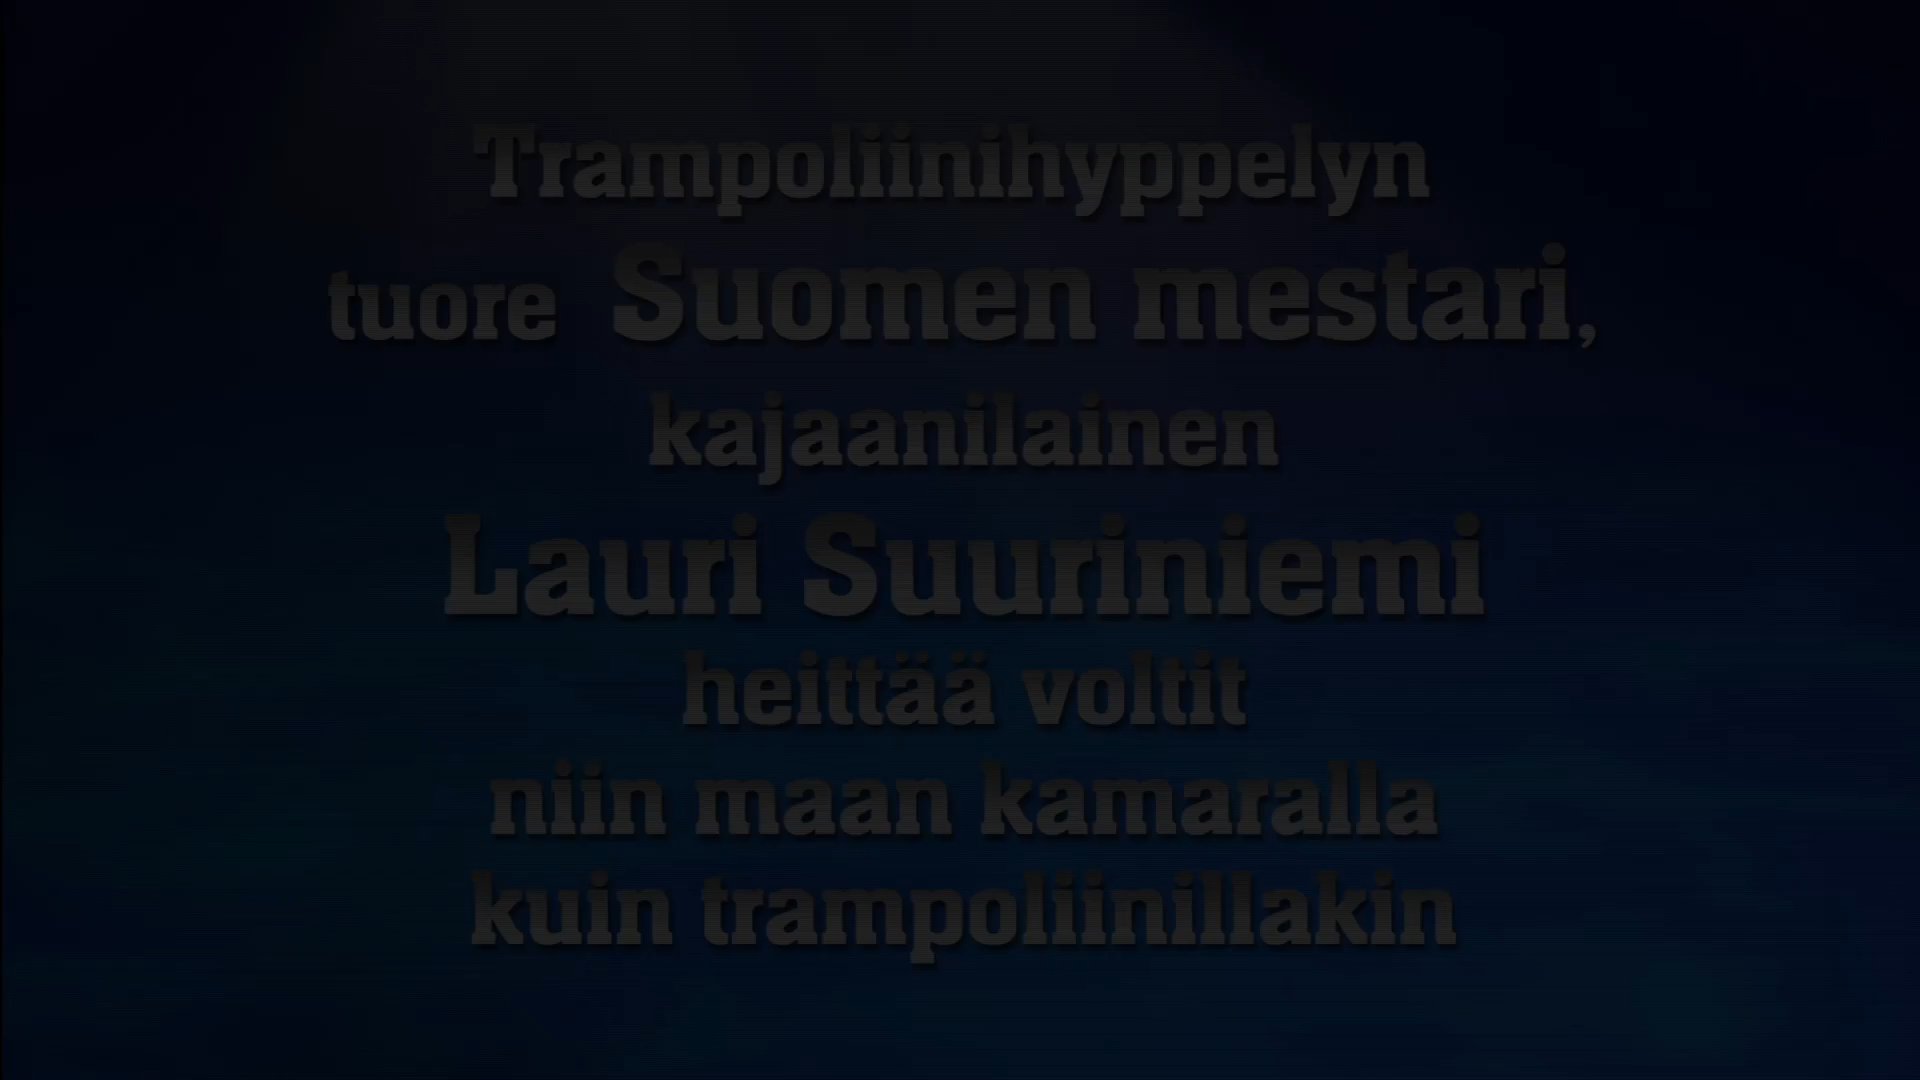 Trampoliinihyppelyn
tuore Suomen mestari,
kajaanilainen
Lauri Suuriniemi
heittää voltit
niin maan kamaralla
kuin trampoliinillakin